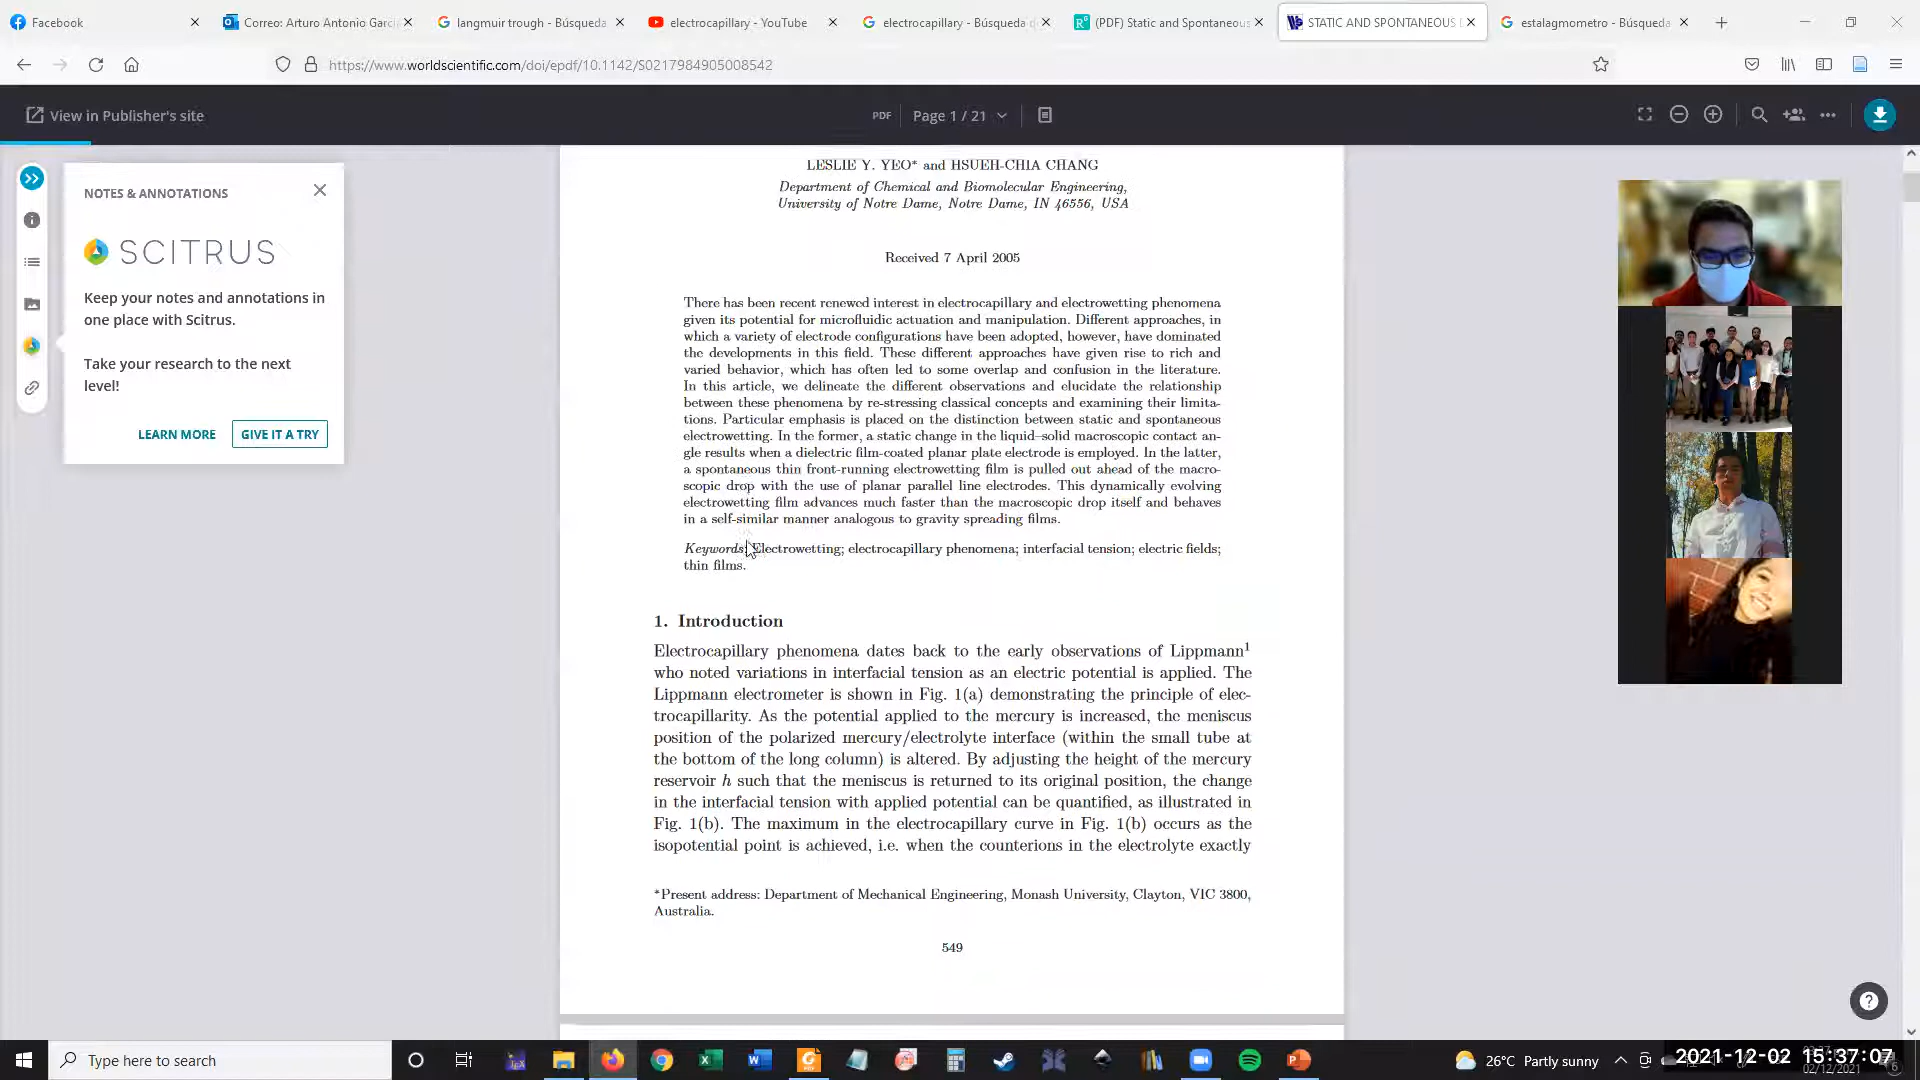 Facebook
Correo: Arturo Antonio Garcí
langmuir trough - Búsqueda
electrocapillary - YouTube
electrocapillary - Búsqueda d
(PDF) Static and Spontaneous
STATIC AND SPONTANEOUS
estalagmometro - Búsqueda
https://www.worldscientific.com/doi/epdf/10.1142/S0217984905008542
View in Publisher's site
PDF
Page 1 / 21
NOTES & ANNOTATIONS
SCITRUS
Keep your notes and annotations in
one place with Scitrus.
Take your research to the next
level!
LEARN MORE
GIVE IT A TRY
LESLIE Y. YEO* and HSUEH-CHIA CHANG
Department of Chemical and Biomolecular Engineering,
University of Notre Dame, Notre Dame, IN 46556, USA
Received 7 April 2005
There has been recent renewed interest in electrocapillary and electrowetting phenomena
given its potential for microfluidic actuation and manipulation. Different approaches, in
which a variety of electrode configurations have been adopted, however, have dominated
the developments in this field. These different approaches have given rise to rich and
varied behavior, which has often led to some overlap and confusion in the literature.
In this article, we delineate the different observations and elucidate the relationship
between these phenomena by re-stressing classical concepts and examining their limita-
tions. Particular emphasis is placed on the distinction between static and spontaneous
electrowetting. In the former, a static change in the liquid–solid macroscopic contact an-
gle results when a dielectric film-coated planar plate electrode is employed. In the latter,
a spontaneous thin front-running electrowetting film is pulled out ahead of the macro-
scopic drop with the use of planar parallel line electrodes. This dynamically evolving
electrowetting film advances much faster than the macroscopic drop itself and behaves
in a self-similar manner analogous to gravity spreading films.
Keywords: Electrowetting; electrocapillary phenomena; interfacial tension; electric fields;
thin films.
1. Introduction
Electrocapillary phenomena dates back to the early observations of Lippmann1
who noted variations in interfacial tension as an electric potential is applied. The
Lippmann electrometer is shown in Fig. 1(a) demonstrating the principle of elec-
trocapillarity. As the potential applied to the mercury is increased, the meniscus
position of the polarized mercury/electrolyte interface (within the small tube at
the bottom of the long column) is altered. By adjusting the height of the mercury
reservoir h such that the meniscus is returned to its original position, the change
in the interfacial tension with applied potential can be quantified, as illustrated in
Fig. 1(b). The maximum in the electrocapillary curve in Fig. 1(b) occurs as the
isopotential point is achieved, i.e. when the counterions in the electrolyte exactly
*Present address: Department of Mechanical Engineering, Monash University, Clayton, VIC 3800,
Australia.
549
Type here to search
26°C Partly sunny
2021-12-02 15:37:07
02/12/2021